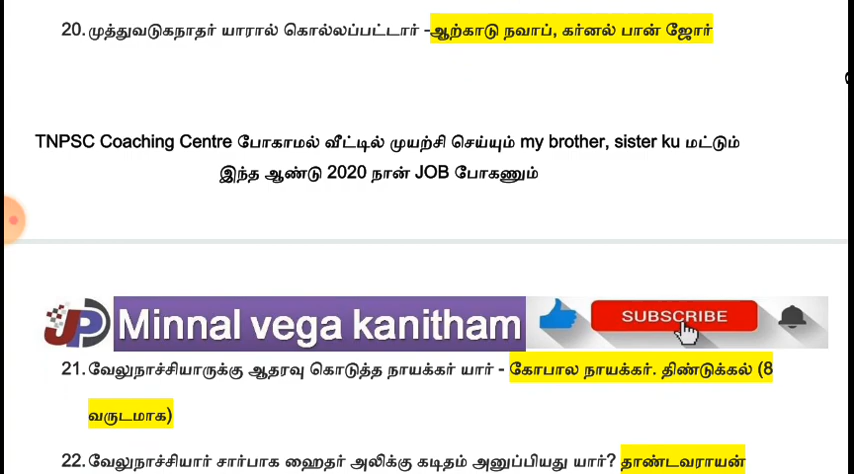 20. முத்துவடுகநாதர் யாரால் கொல்லப்பட்டார் -ஆற்காடு நவாப், கர்னல் பான் ஜோர்
TNPSC Coaching Centre போகாமல் வீட்டில் முயற்சி செய்யும் my brother, sister ku மட்டும்
இந்த ஆண்டு 2020 நான் JOB போகணும்
JP Minnal vega kanitham SUBSCRIBE
21. வேலுநாச்சியாருக்கு ஆதரவு கொடுத்த நாயக்கர் யார் - கோபால நாயக்கர். திண்டுக்கல் (8
வருடமாக)
22. வேலுநாச்சியார் சார்பாக ஹைதர் அலிக்கு கடிதம் அனுப்பியது யார்? தாண்டவராயன்